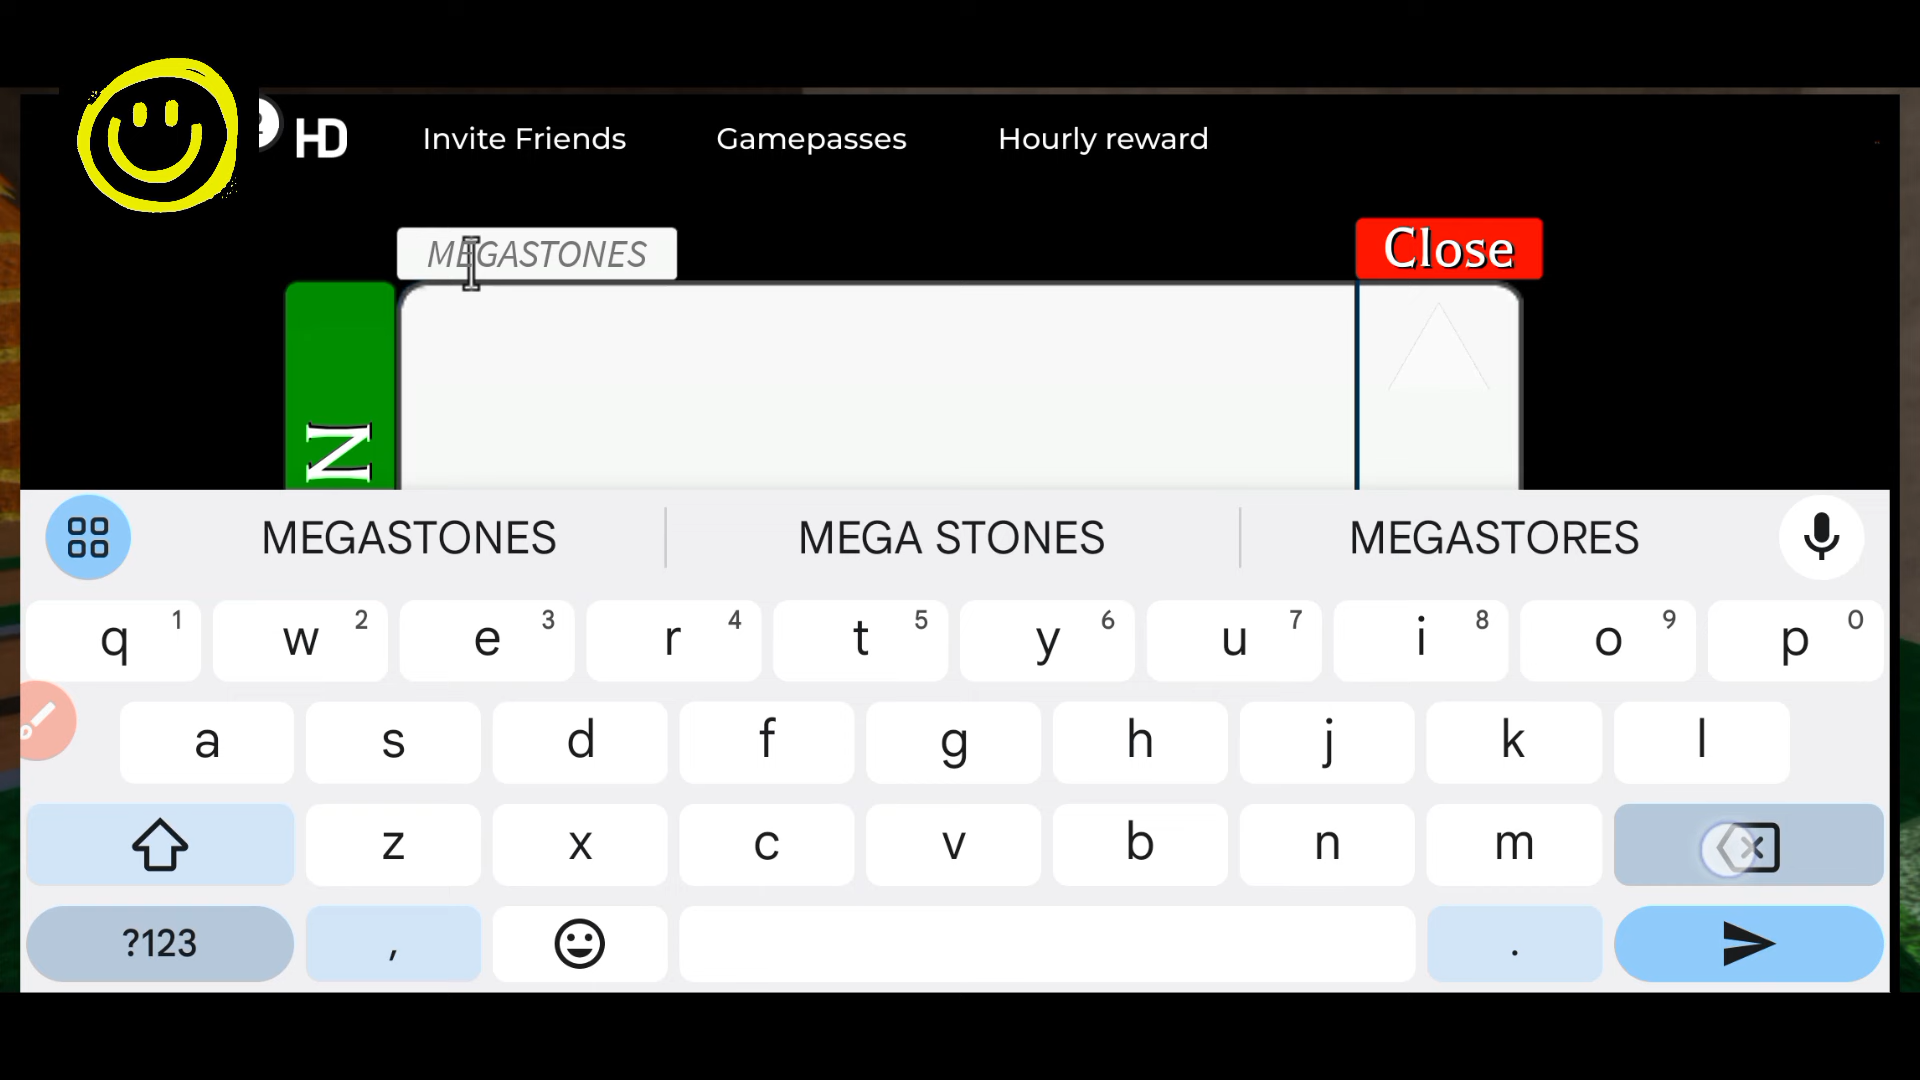 HD Invite Friends Gamepasses Hourly reward
MEGASTONES
Close
N
MEGASTONES MEGA STONES MEGASTORES
q 1 w 2 e 3 r 4 t 5 y 6 u 7 i 8 o 9 p 0
a s d f g h j k l
z x c v b n m
?123 , .